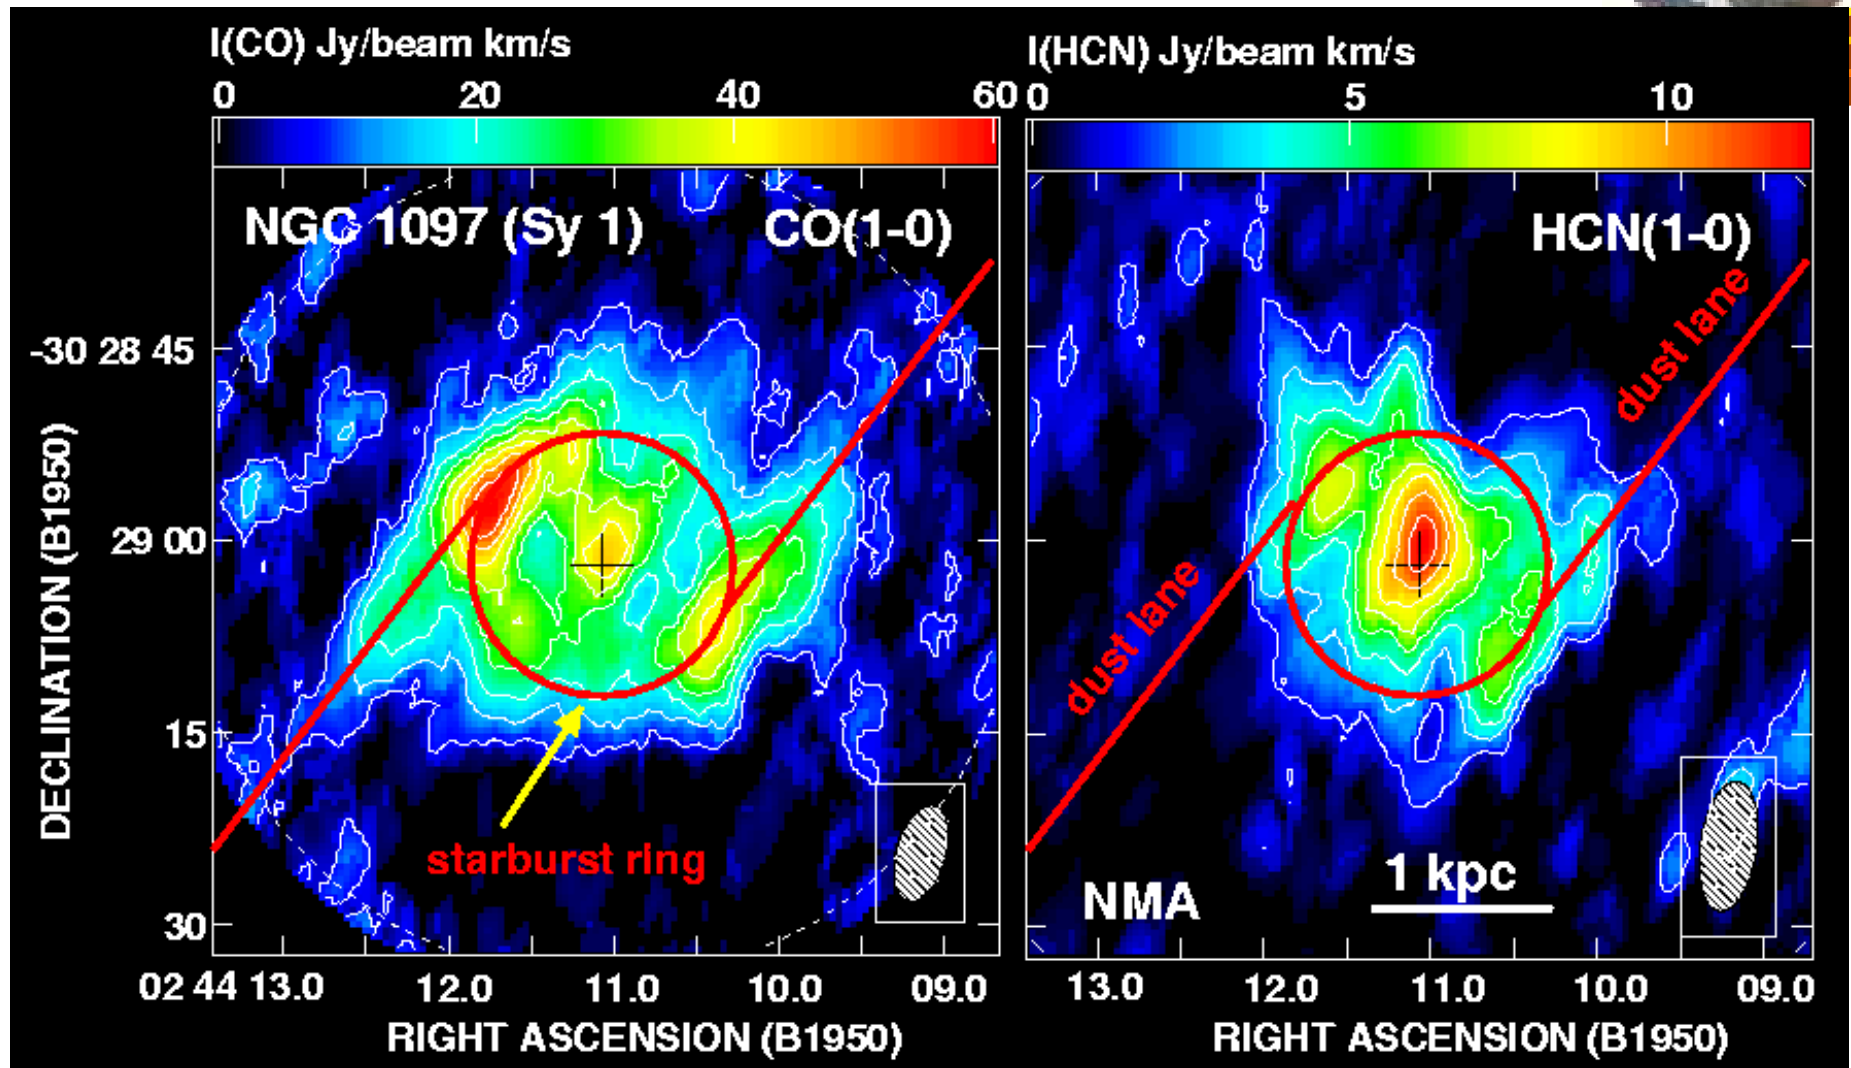 I(CO) Jy/beam km/s
0 20 40 60
NGC 1097 (Sy 1) CO(1-0)
-30 28 45
29 00
15
30
DECLINATION (B1950)
starburst ring
02 44 13.0 12.0 11.0 10.0 09.0
RIGHT ASCENSION (B1950)
I(HCN) Jy/beam km/s
0 5 10
HCN(1-0)
dust lane
dust lane
1 kpc
NMA
13.0 12.0 11.0 10.0 09.0
RIGHT ASCENSION (B1950)